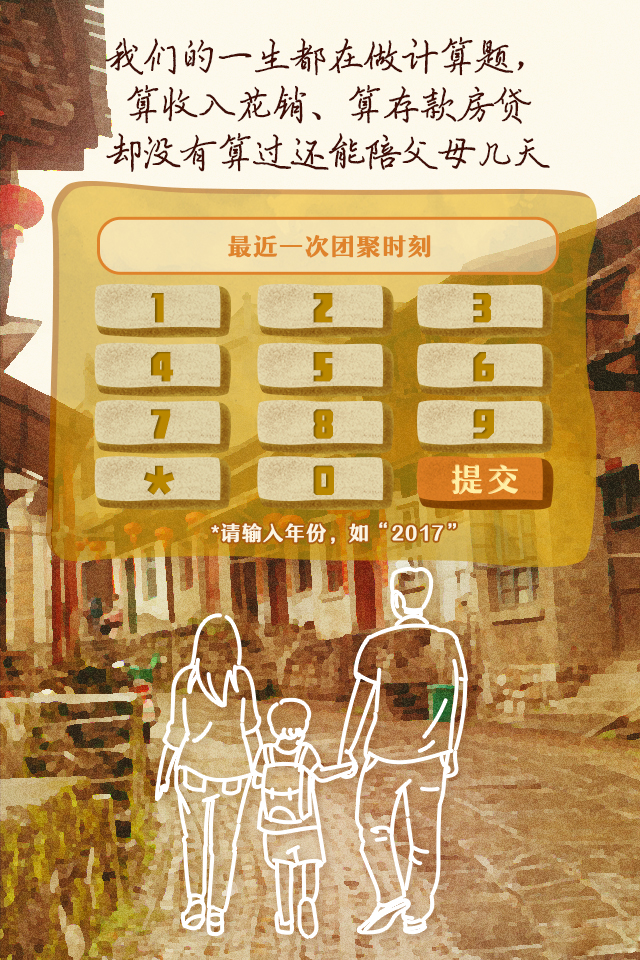 我们的一生都在做计算题，
算收入花销、算存款房贷
却没有算过还能陪父母几天
最近一次团聚时刻
1 2 3
4 5 6
7 8 9
* 0 提交
*请输入年份，如“2017”